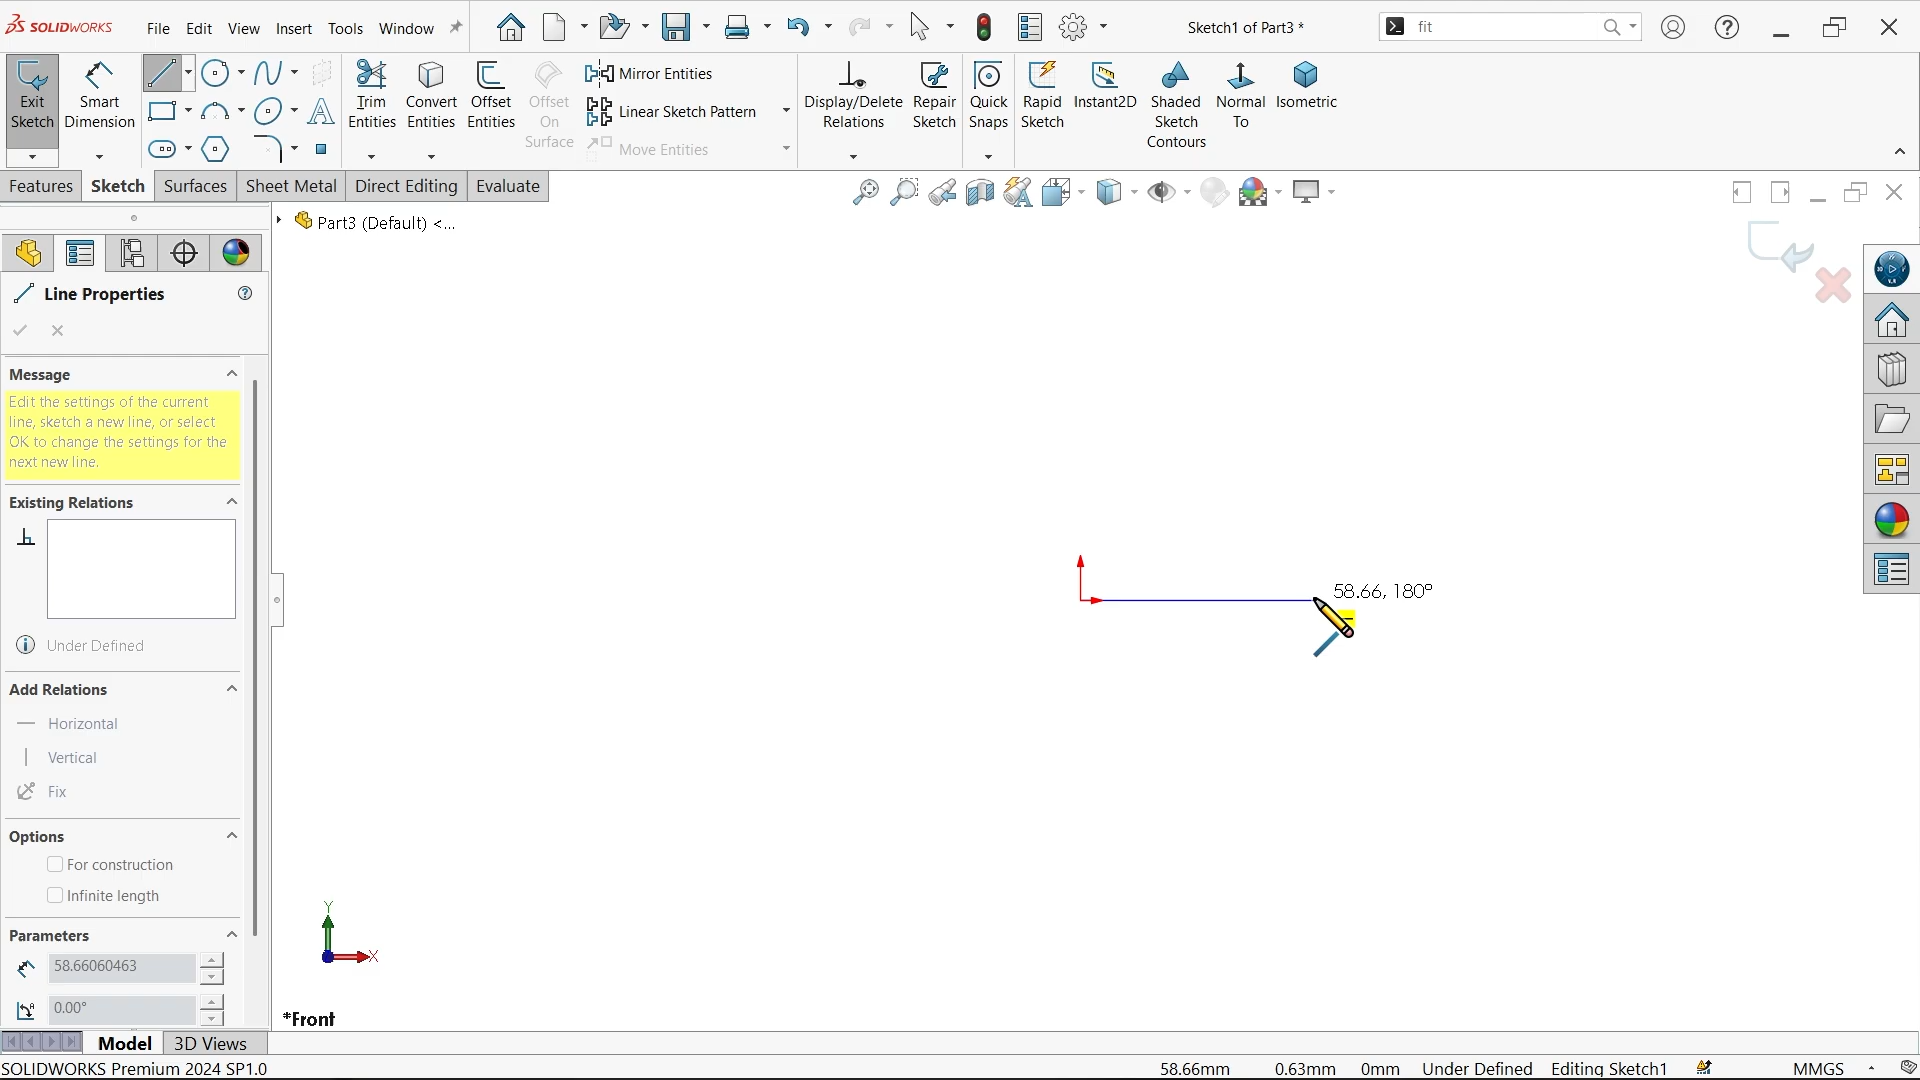 SOLIDWORKS File Edit View Insert Tools Window Sketch1 of Part3 * fit
Exit Sketch
Smart Dimension
Trim Entities
Convert Entities
Offset Entities
Offset On Surface
Mirror Entities
Linear Sketch Pattern
Move Entities
Display/Delete Relations
Repair Sketch
Quick Snaps
Rapid Sketch
Instant2D
Shaded Sketch Contours
Normal To
Isometric
Features Sketch Surfaces Sheet Metal Direct Editing Evaluate
Part3 (Default) <...
Line Properties
Message
Edit the settings of the current
line, sketch a new line, or select
OK to change the settings for the
next new line.
Existing Relations
Under Defined
Add Relations
Horizontal
Vertical
Fix
Options
For construction
Infinite length
Parameters
58.66060463
0.00°
58.66, 180°
Y
X
*Front
Model 3D Views
SOLIDWORKS Premium 2024 SP1.0 58.66mm 0.63mm 0mm Under Defined Editing Sketch1 MMGS